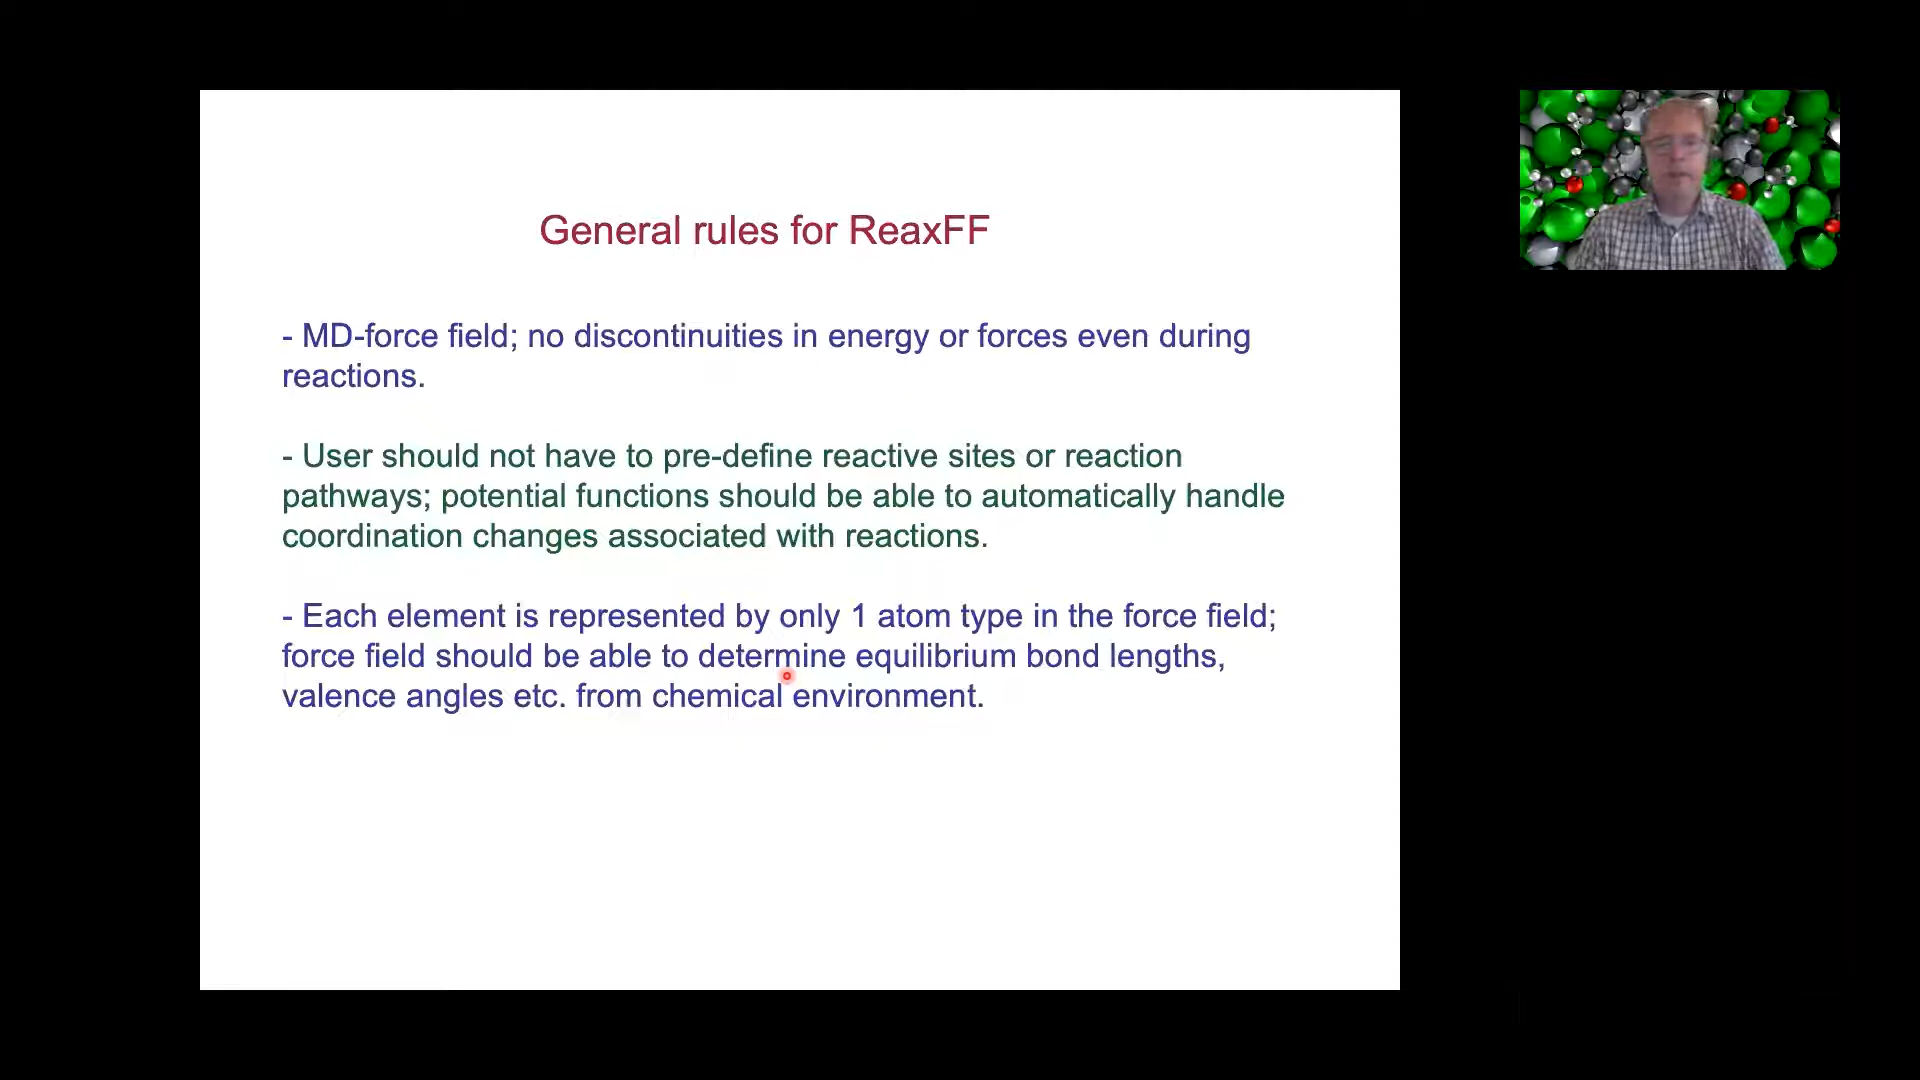 General rules for ReaxFF
- MD-force field; no discontinuities in energy or forces even during
reactions.
- User should not have to pre-define reactive sites or reaction
pathways; potential functions should be able to automatically handle
coordination changes associated with reactions.
- Each element is represented by only 1 atom type in the force field;
force field should be able to determine equilibrium bond lengths,
valence angles etc. from chemical environment.